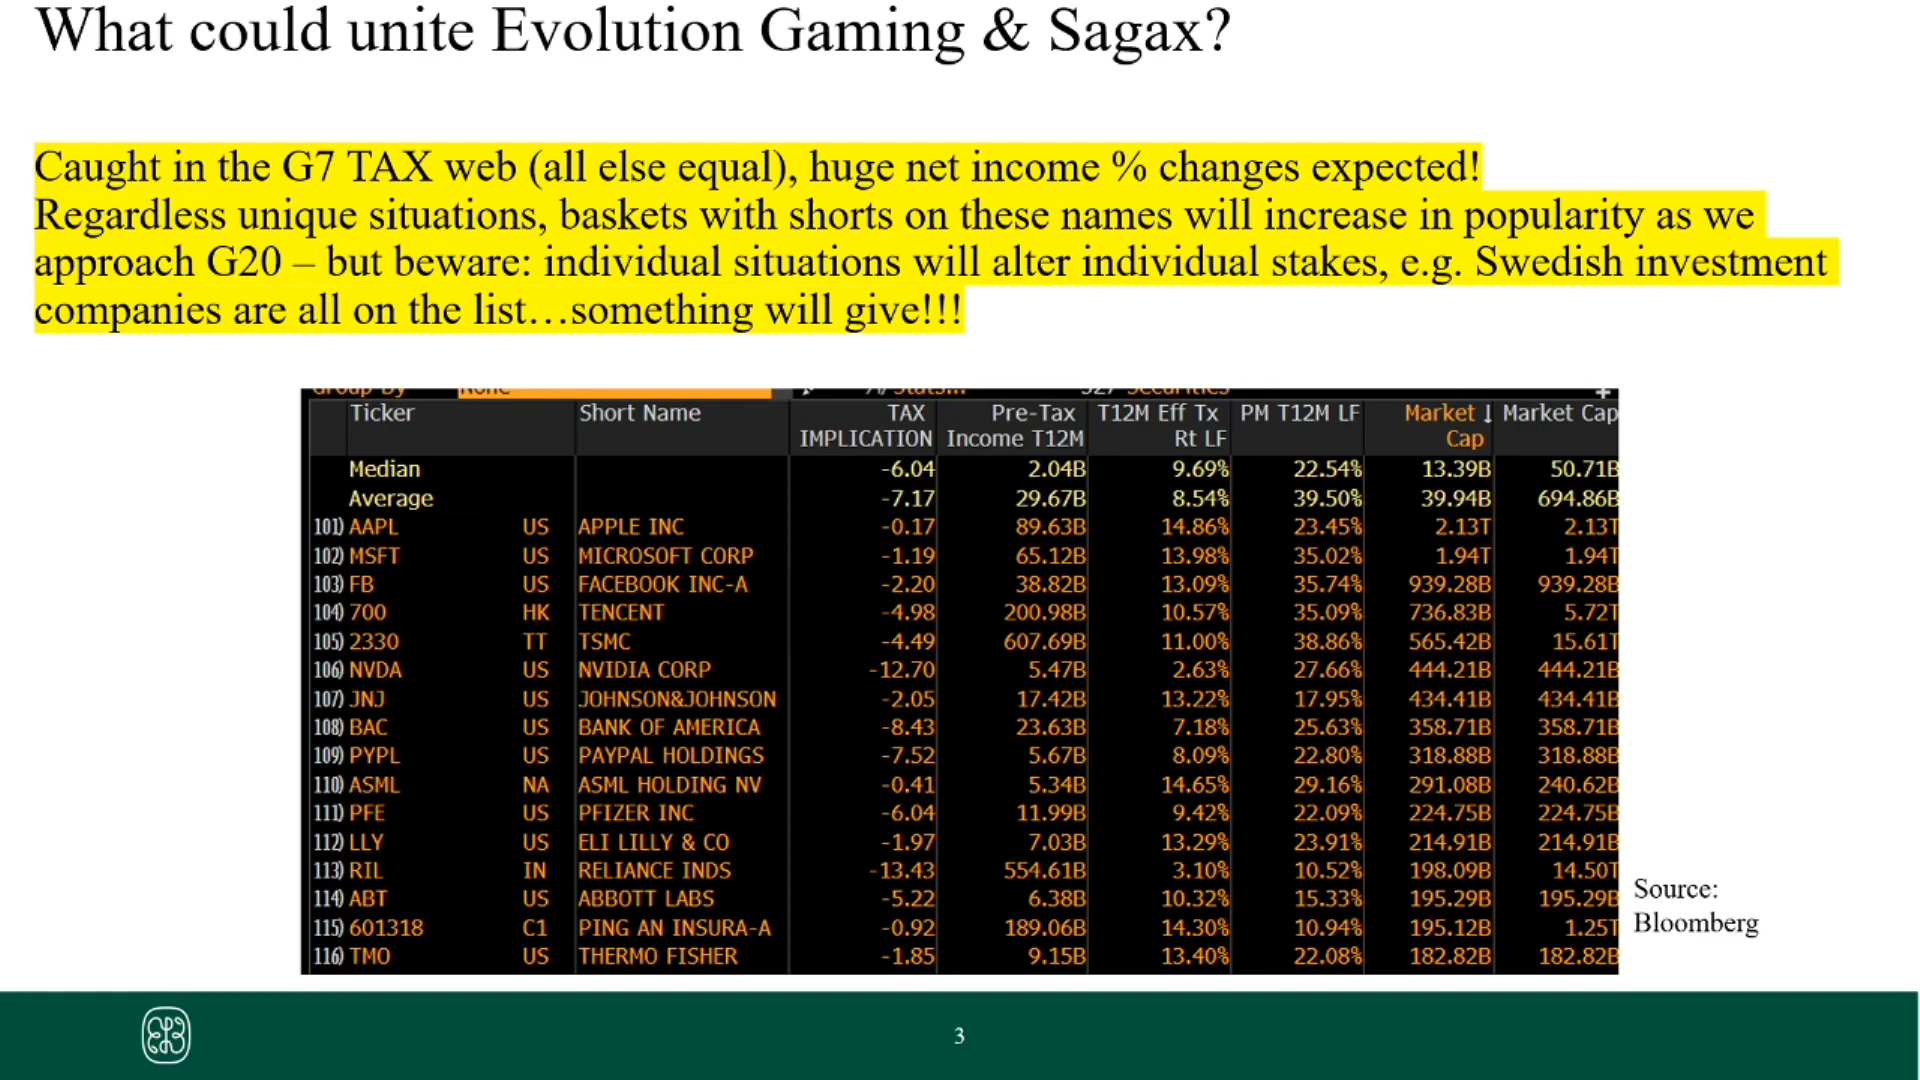 What could unite Evolution Gaming & Sagax?
Caught in the G7 TAX web (all else equal), huge net income % changes expected!
Regardless unique situations, baskets with shorts on these names will increase in popularity as we
approach G20 – but beware: individual situations will alter individual stakes, e.g. Swedish investment
companies are all on the list…something will give!!!
Group By None Stats... 527 Securities
Ticker Short Name TAX IMPLICATION Pre-Tax Income T12M T12M Eff Tx Rt LF PM T12M LF Market ↓ Cap Market Cap
Median -6.04 2.04B 9.69% 22.54% 13.39B 50.71B
Average -7.17 29.67B 8.54% 39.50% 39.94B 694.86B
101) AAPL US APPLE INC -0.17 89.63B 14.86% 23.45% 2.13T 2.13T
102) MSFT US MICROSOFT CORP -1.19 65.12B 13.98% 35.02% 1.94T 1.94T
103) FB US FACEBOOK INC-A -2.20 38.82B 13.09% 35.74% 939.28B 939.28B
104) 700 HK TENCENT -4.98 200.98B 10.57% 35.09% 736.83B 5.72T
105) 2330 TT TSMC -4.49 607.69B 11.00% 38.86% 565.42B 15.61T
106) NVDA US NVIDIA CORP -12.70 5.47B 2.63% 27.66% 444.21B 444.21B
107) JNJ US JOHNSON&JOHNSON -2.05 17.42B 13.22% 17.95% 434.41B 434.41B
108) BAC US BANK OF AMERICA -8.43 23.63B 7.18% 25.63% 358.71B 358.71B
109) PYPL US PAYPAL HOLDINGS -7.52 5.67B 8.09% 22.80% 318.88B 318.88B
110) ASML NA ASML HOLDING NV -0.41 5.34B 14.65% 29.16% 291.08B 240.62B
111) PFE US PFIZER INC -6.04 11.99B 9.42% 22.09% 224.75B 224.75B
112) LLY US ELI LILLY & CO -1.97 7.03B 13.29% 23.91% 214.91B 214.91B
113) RIL IN RELIANCE INDS -13.43 554.61B 3.10% 10.52% 198.09B 14.50T
114) ABT US ABBOTT LABS -5.22 6.38B 10.32% 15.33% 195.29B 195.29B
115) 601318 C1 PING AN INSURA-A -0.92 189.06B 14.30% 10.94% 195.12B 1.25T
116) TMO US THERMO FISHER -1.85 9.15B 13.40% 22.08% 182.82B 182.82B
Source:
Bloomberg
3